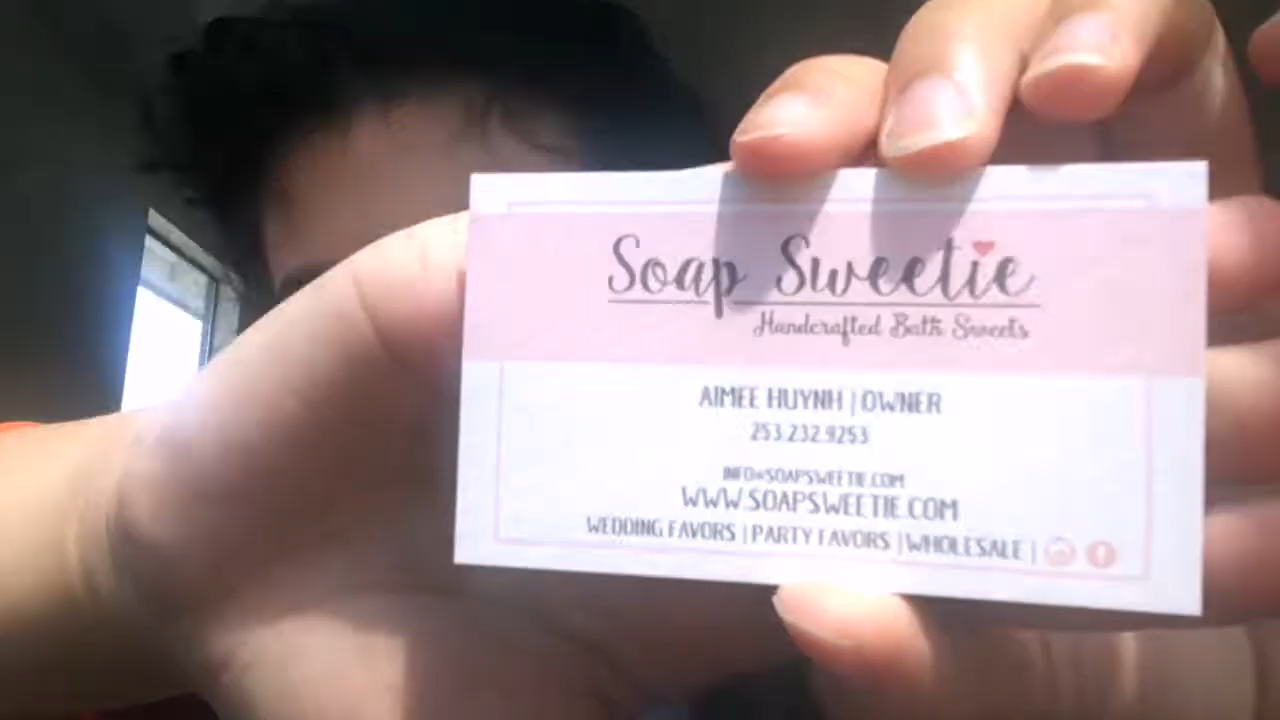 Soap Sweetie
Handcrafted Bath Sweets
AIMEE HUYNH | OWNER
253.232.9253
INFO@SOAPSWEETIE.COM
WWW.SOAPSWEETIE.COM
WEDDING FAVORS | PARTY FAVORS | WHOLESALE |